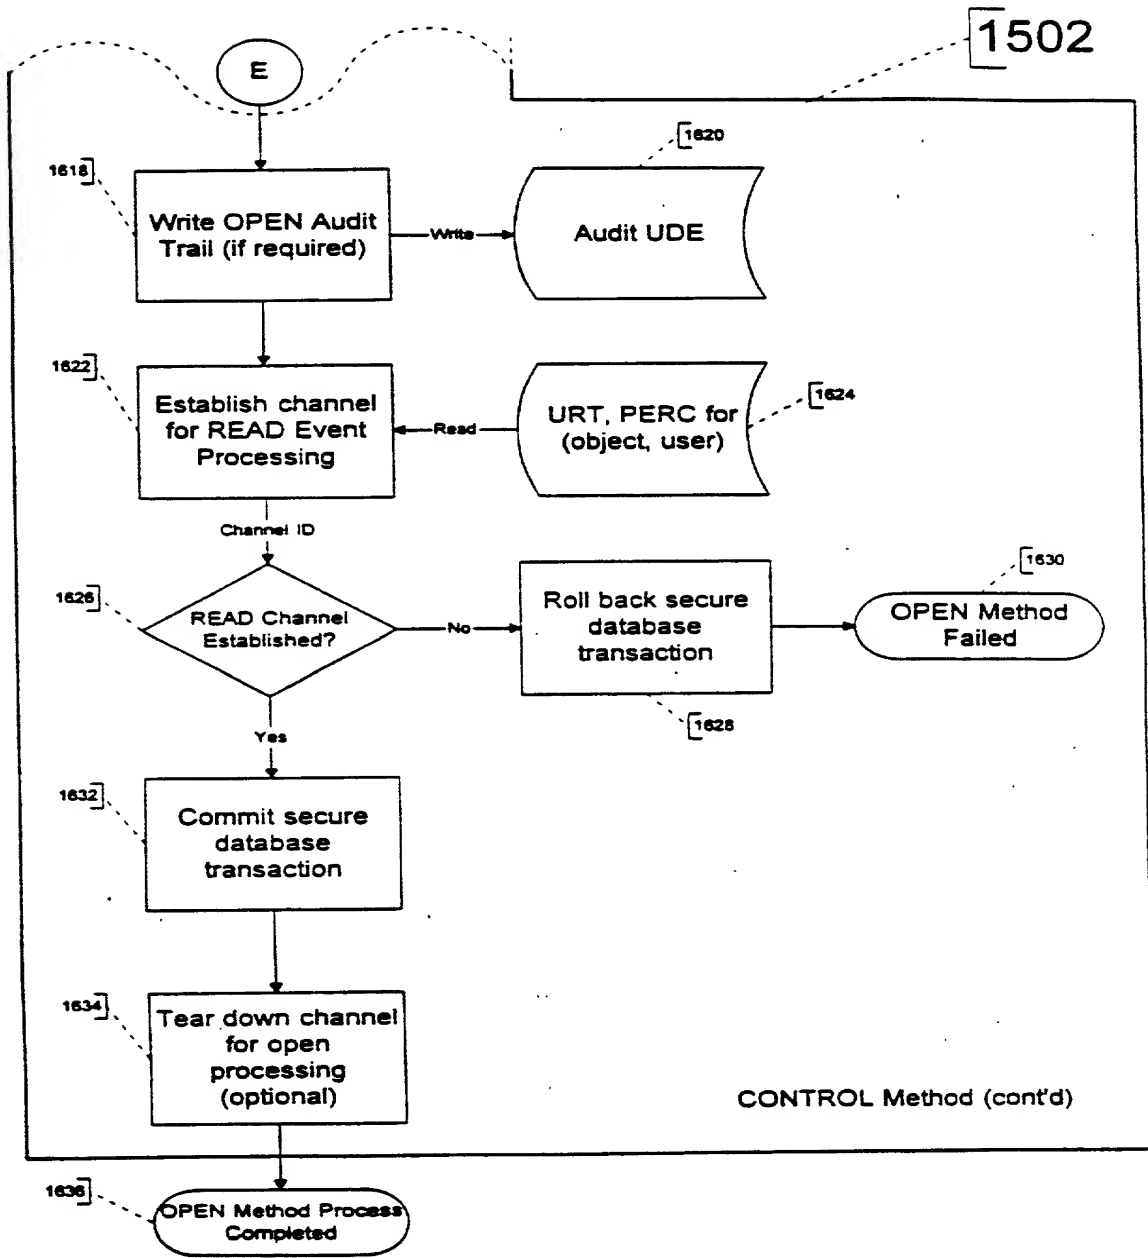 1502
E
1620
1618
Write OPEN Audit
Trail (if required)
Write
Audit UDE
1622
Establish channel
for READ Event
Processing
Read
URT, PERC for
(object, user)
1624
Channel ID
1626
READ Channel
Established?
No
Roll back secure
database
transaction
1630
OPEN Method
Failed
1628
Yes
1632
Commit secure
database
transaction
1634
Tear down channel
for open
processing
(optional)
CONTROL Method (cont'd)
1636
OPEN Method Process
Completed